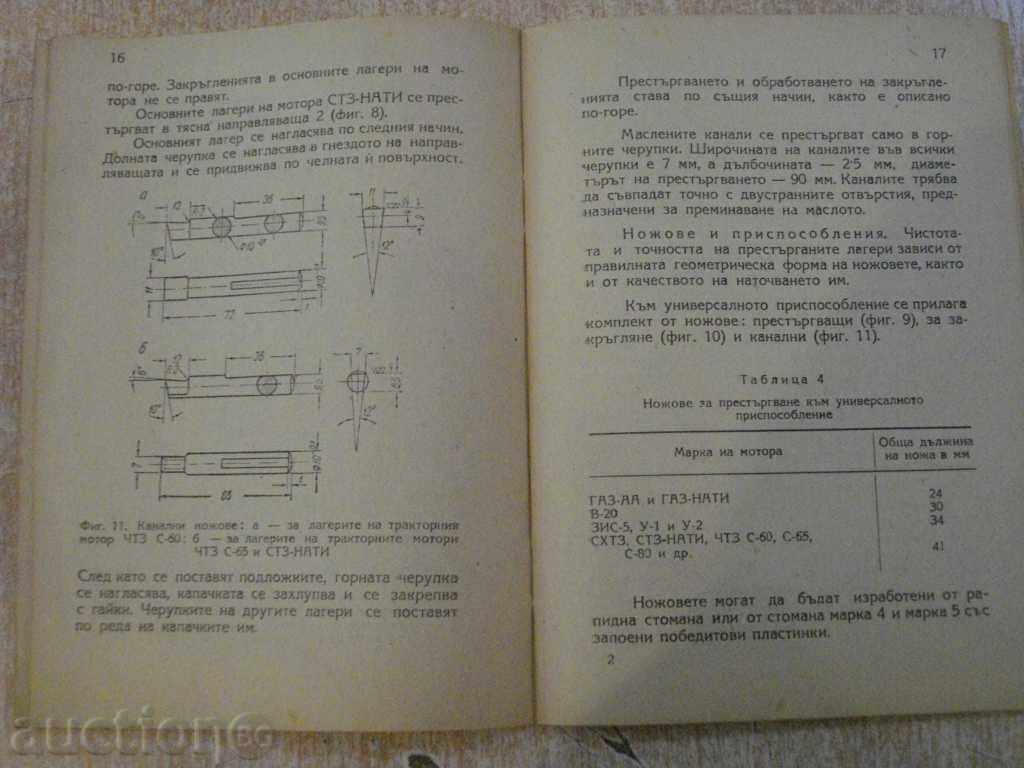 16
по-горе. Закръгленията в основните лагери на мо-
тора не се правят.
Основните лагери на мотора СТЗ-НАТИ се прес-
търгват в тясна направляваща 2 (фиг. 8).
Основният лагер се нагласява по следния начин.
Долната черупка се нагласява в гнездото на направ-
ляващата и се придвижва по челната ѝ повърхност.
а
12
36
12°
11
77
б
36
7
83
Фиг. 11. Канални ножове: а — за лагерите на тракторния
мотор ЧТЗ С-60; б — за лагерите на тракторните мотори
ЧТЗ С-65 и СТЗ-НАТИ
След като се поставят подложките, горната черупка
се нагласява, капачката се захлупва и се закрепва
с гайки. Черупките на другите лагери се поставят
по реда на капачките им.
17
Престъргването и обработването на закръгле-
нията става по същия начин, както е описано
по-горе.
Маслените канали се престъргват само в гор-
ните черупки. Широчината на каналите във всички
черупки е 7 мм, а дълбочината — 2·5 мм, диаме-
търът на престъргването — 90 мм. Каналите трябва
да съвпадат точно с двустранните отвърстия, пред-
назначени за преминаване на маслото.
Ножове и приспособления. Чистота-
та и точността на престърганите лагери зависи от
правилната геометрическа форма на ножовете, както
и от качеството на наточването им.
Към универсалното приспособление се прилага
комплект от ножове: престъргващи (фиг. 9), за за-
кръгляне (фиг. 10) и канални (фиг. 11).
Таблица 4
Ножове за престъргване към универсалното
приспособление
Марка на мотора
Обща дължина
на ножа в мм
ГАЗ-АА и ГАЗ-НАТИ 24
В-20 30
ЗИС-5, У-1 и У-2 34
СХТЗ, СТЗ-НАТИ, ЧТЗ С-60, С-65,
С-80 и др. 41
Ножовете могат да бъдат изработени от ра-
пидна стомана или от стомана марка 4 и марка 5 със
запоени победитови пластинки.
2
auction